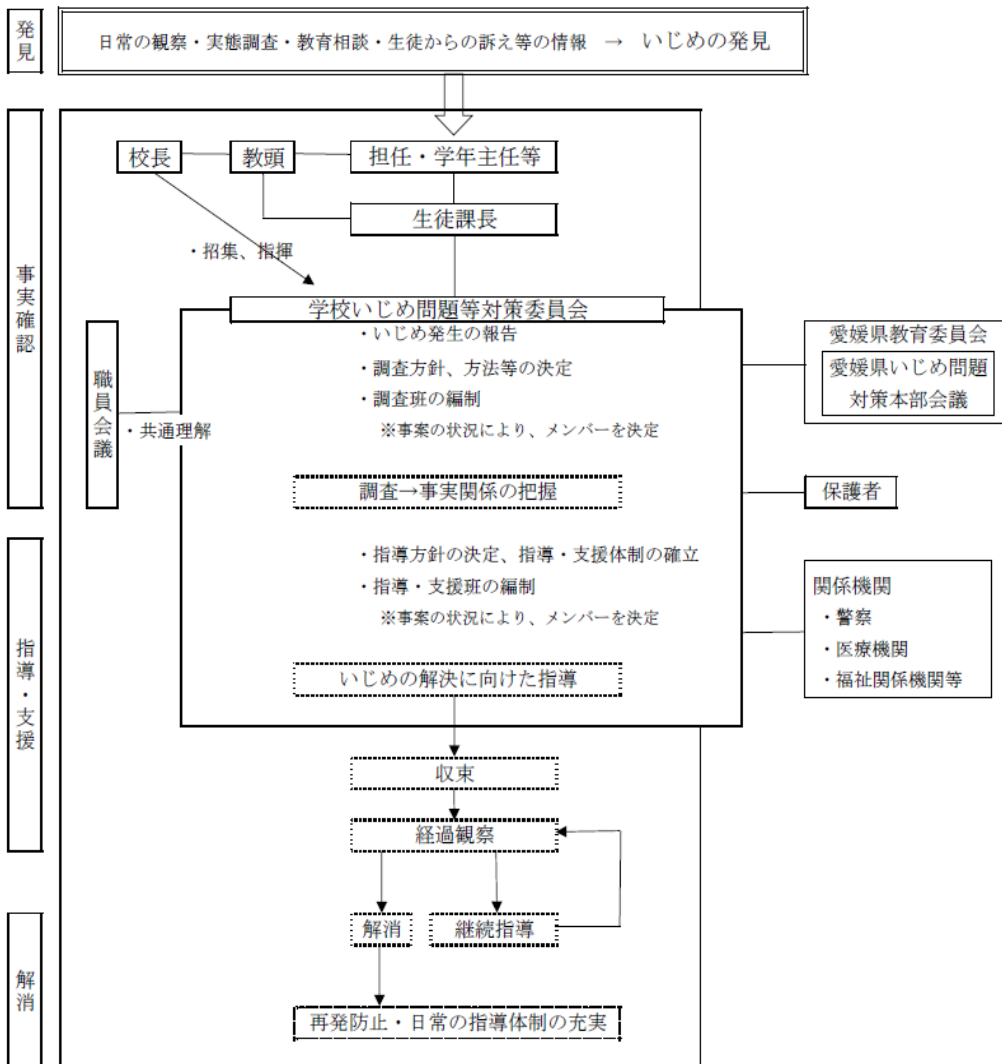 発見
日常の観察・実態調査・教育相談・生徒からの訴え等の情報 → いじめの発見
事実確認
校長
教頭
担任・学年主任等
生徒課長
・招集、指揮
学校いじめ問題等対策委員会
・いじめ発生の報告
・調査方針、方法等の決定
・調査班の編制
※事案の状況により、メンバーを決定
職員会議
・共通理解
愛媛県教育委員会
愛媛県いじめ問題
対策本部会議
調査→事実関係の把握
保護者
指導・支援
・指導方針の決定、指導・支援体制の確立
・指導・支援班の編制
※事案の状況により、メンバーを決定
関係機関
・警察
・医療機関
・福祉関係機関等
いじめの解決に向けた指導
収束
経過観察
解消
解消
継続指導
再発防止・日常の指導体制の充実